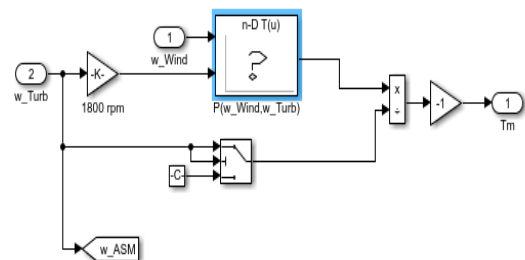 n-D T(u)
1
w_Wind
?
2
w_Turb
-K-
1800 rpm
P(w_Wind,w_Turb)
x
÷
-1
1
Tm
-C-
w_ASM